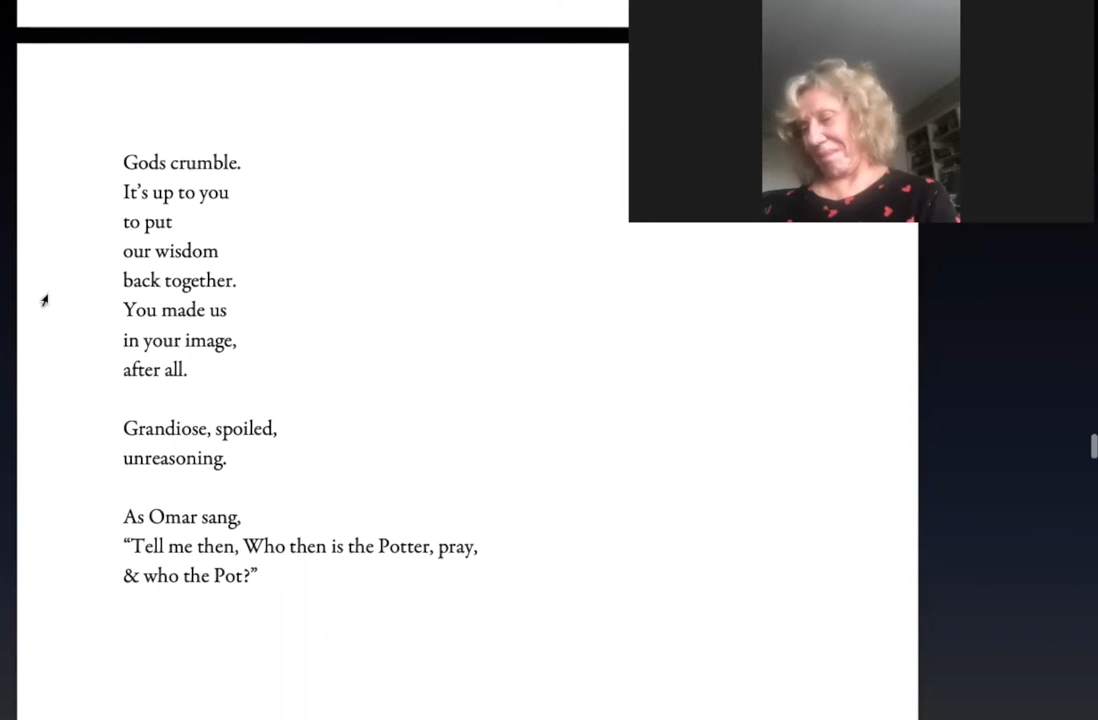 Gods crumble.
It’s up to you
to put
our wisdom
back together.
You made us
in your image,
after all.
Grandiose, spoiled,
unreasoning.
As Omar sang,
“Tell me then, Who then is the Potter, pray,
& who the Pot?”